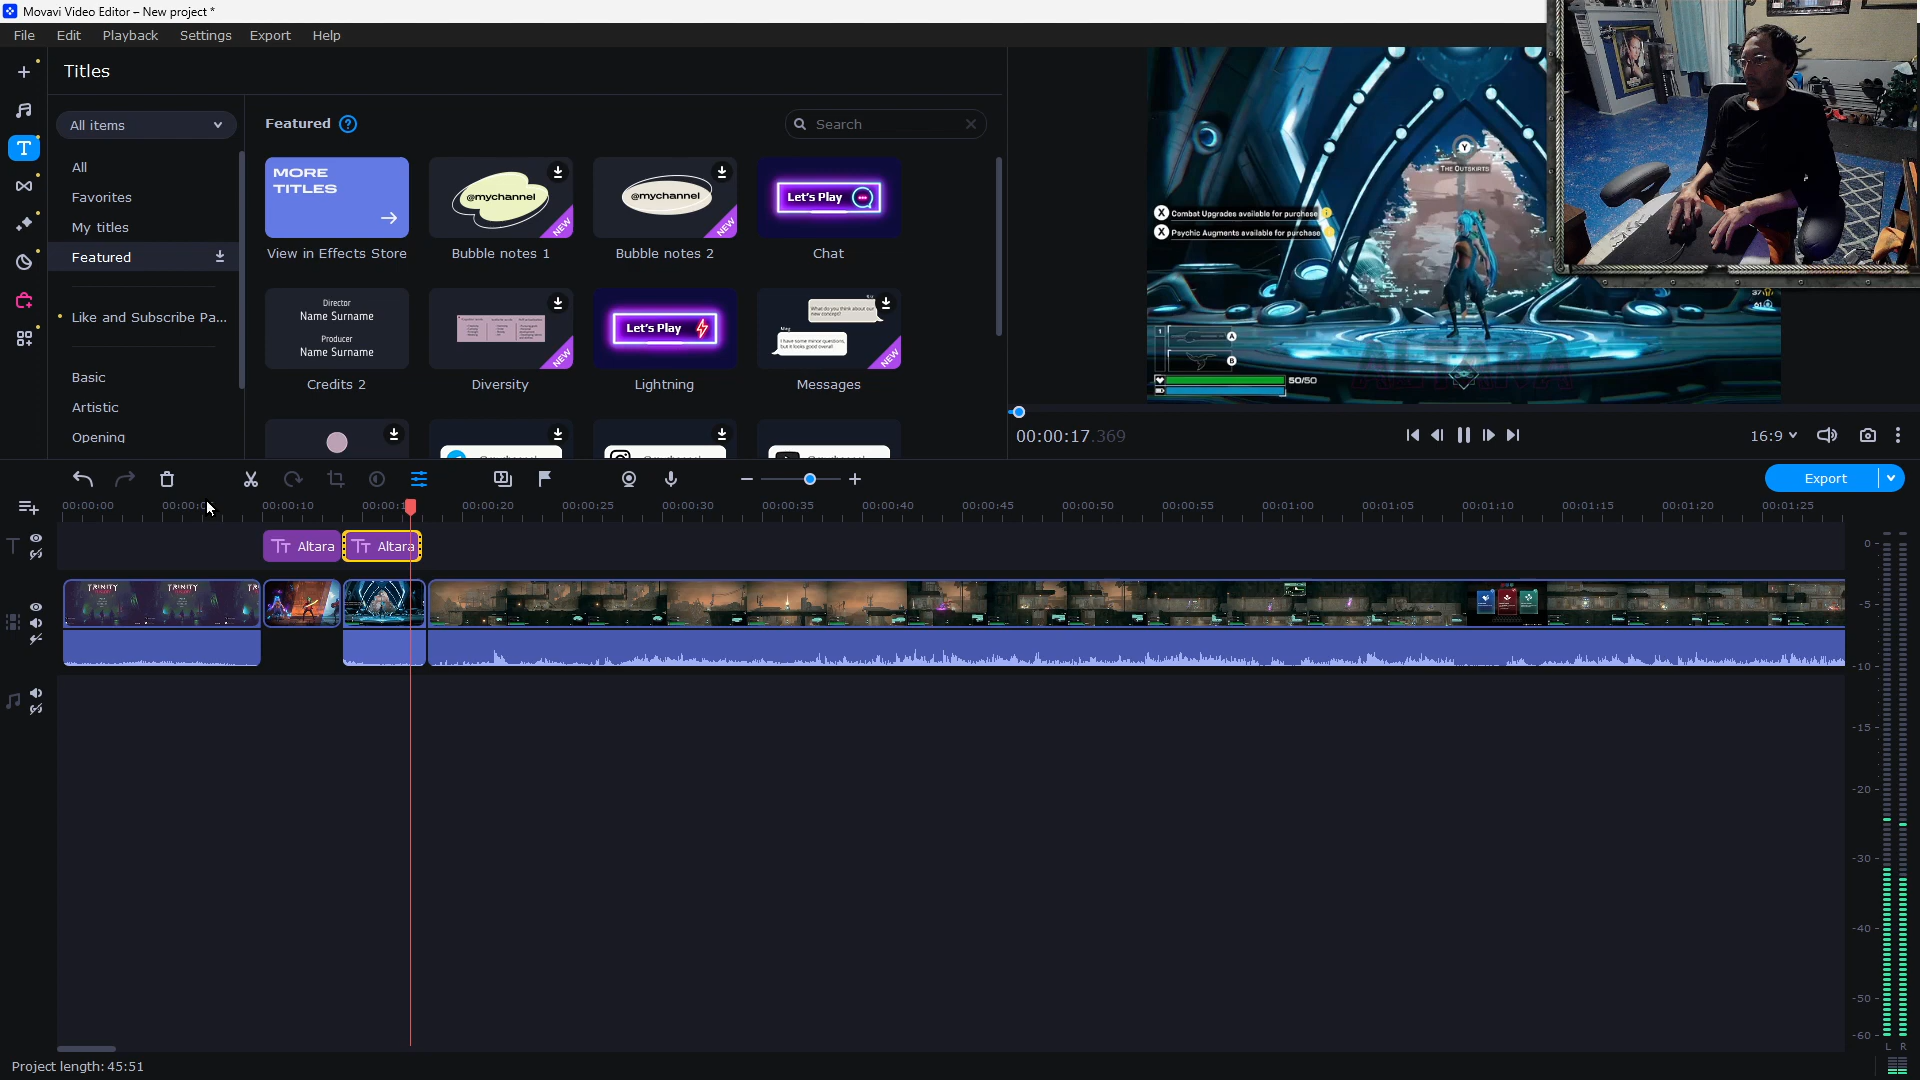 Movavi Video Editor – New project *
File Edit Playback Settings Export Help
Titles
All items
All
Favorites
My titles
Featured
Like and Subscribe Pa...
Basic
Artistic
Opening
Featured ?
Search
MORE
TITLES
View in Effects Store
@mychannel
NEW
Bubble notes 1
@mychannel
NEW
Bubble notes 2
Let's Play
Chat
Director
Name Surname
Producer
Name Surname
Credits 2
NEW
Diversity
Let's Play
Lightning
NEW
Messages
Y
THE OUTSKIRTS
X Combat Upgrades available for purchase
X Psychic Augments available for purchase
A
B
50/50
00:00:17.369
16:9
Export
00:00:00 00:00:10 00:00:20 00:00:25 00:00:30 00:00:35 00:00:40 00:00:45 00:00:50 00:00:55 00:01:00 00:01:05 00:01:10 00:01:15 00:01:20 00:01:25
Tt Altara
Tt Altara
TRINITY TRINITY
0
-5
-10
-15
-20
-30
-40
-50
-60
L R
Project length: 45:51